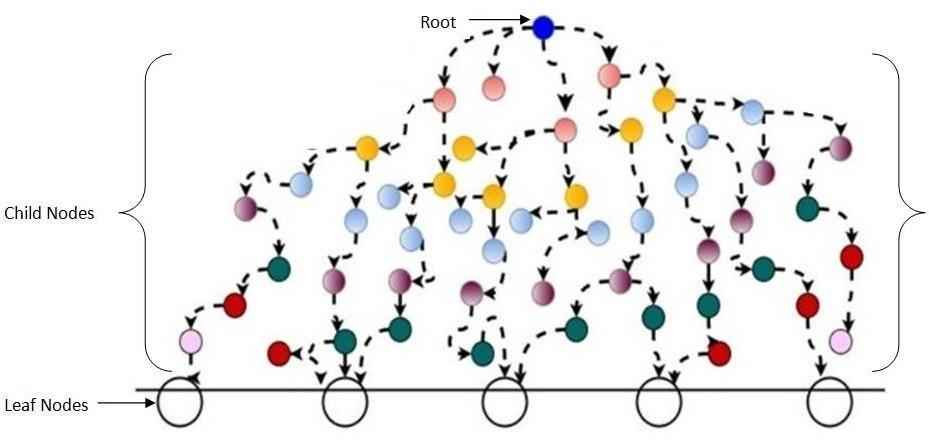 Root
Child Nodes
Leaf Nodes